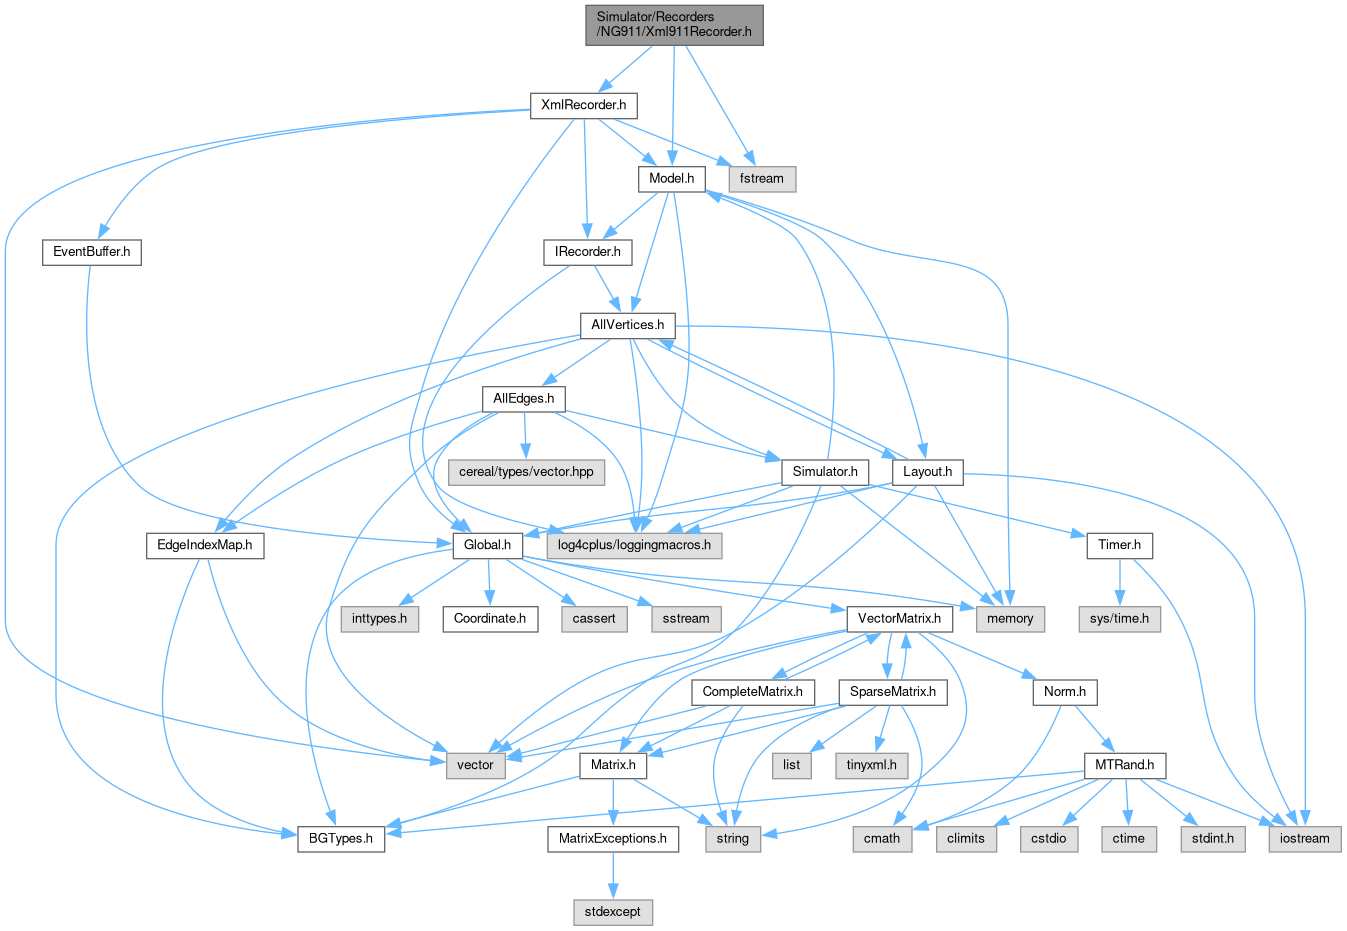 Simulator/Recorders
/NG911/Xml911Recorder.h
XmlRecorder.h
Model.h
fstream
EventBuffer.h
IRecorder.h
AllVertices.h
AllEdges.h
cereal/types/vector.hpp
Simulator.h
Layout.h
EdgeIndexMap.h
Global.h
log4cplus/loggingmacros.h
Timer.h
inttypes.h
Coordinate.h
cassert
sstream
VectorMatrix.h
memory
sys/time.h
CompleteMatrix.h
SparseMatrix.h
Norm.h
vector
Matrix.h
list
tinyxml.h
MTRand.h
BGTypes.h
MatrixExceptions.h
string
cmath
climits
cstdio
ctime
stdint.h
iostream
stdexcept